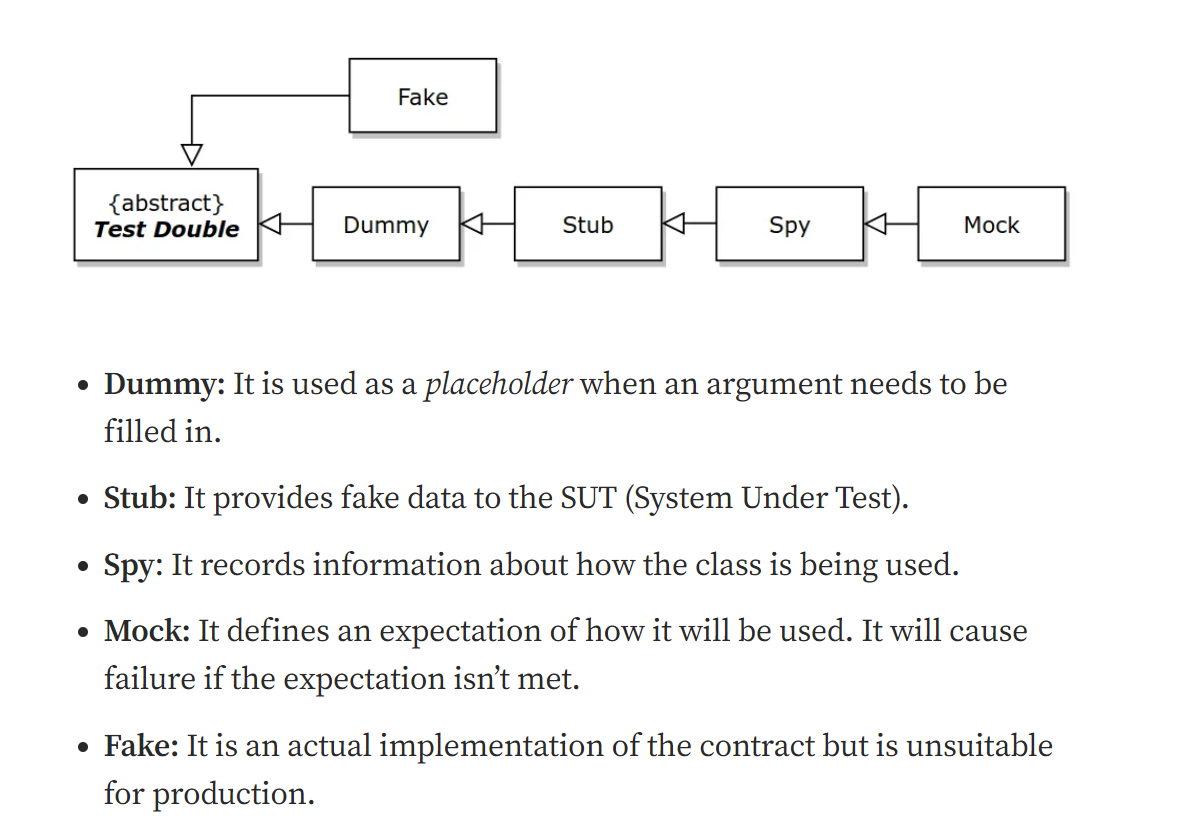 Fake
{abstract}
Test Double
Dummy
Stub
Spy
Mock
• Dummy: It is used as a placeholder when an argument needs to be
filled in.
• Stub: It provides fake data to the SUT (System Under Test).
• Spy: It records information about how the class is being used.
• Mock: It defines an expectation of how it will be used. It will cause
failure if the expectation isn’t met.
• Fake: It is an actual implementation of the contract but is unsuitable
for production.